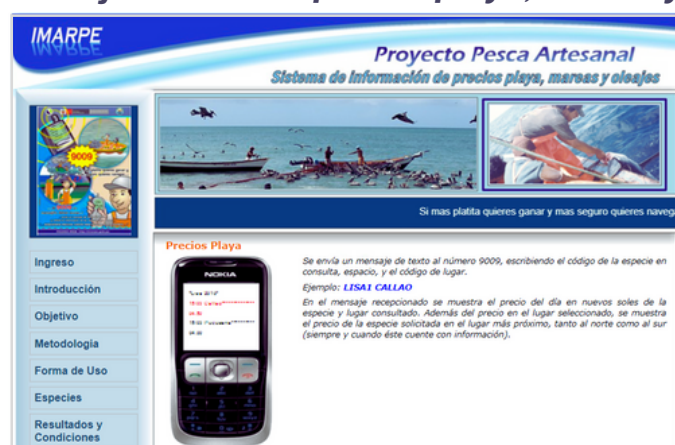 IMARPE
Proyecto Pesca Artesanal
Sistema de información de precios playa, mareas y oleajes
9009
Si mas platita quieres ganar y mas seguro quieres naveg
Ingreso
Introducción
Objetivo
Metodologia
Forma de Uso
Especies
Resultados y
Condiciones
Precios Playa
NOKIA
Se envía un mensaje de texto al número 9009, escribiendo el código de la especie en
consulta, espacio, y el código de lugar.
Ejemplo: LISA1 CALLAO
En el mensaje recepcionado se muestra el precio del día en nuevos soles de la
especie y lugar consultado. Además del precio en el lugar seleccionado, se muestra
el precio de la especie solicitada en el lugar más próximo, tanto al norte como al sur
(siempre y cuando éste cuente con información).